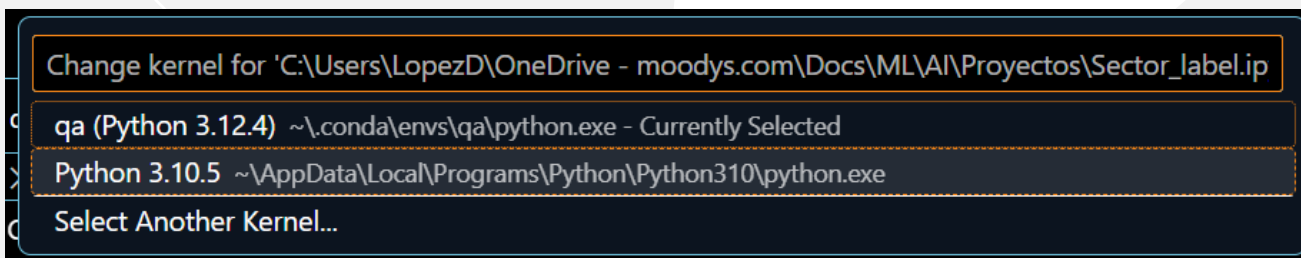 Change kernel for 'C:\Users\LopezD\OneDrive - moodys.com\Docs\ML\AI\Proyectos\Sector_label.ip
qa (Python 3.12.4) ~\.conda\envs\qa\python.exe - Currently Selected
Python 3.10.5 ~\AppData\Local\Programs\Python\Python310\python.exe
Select Another Kernel...